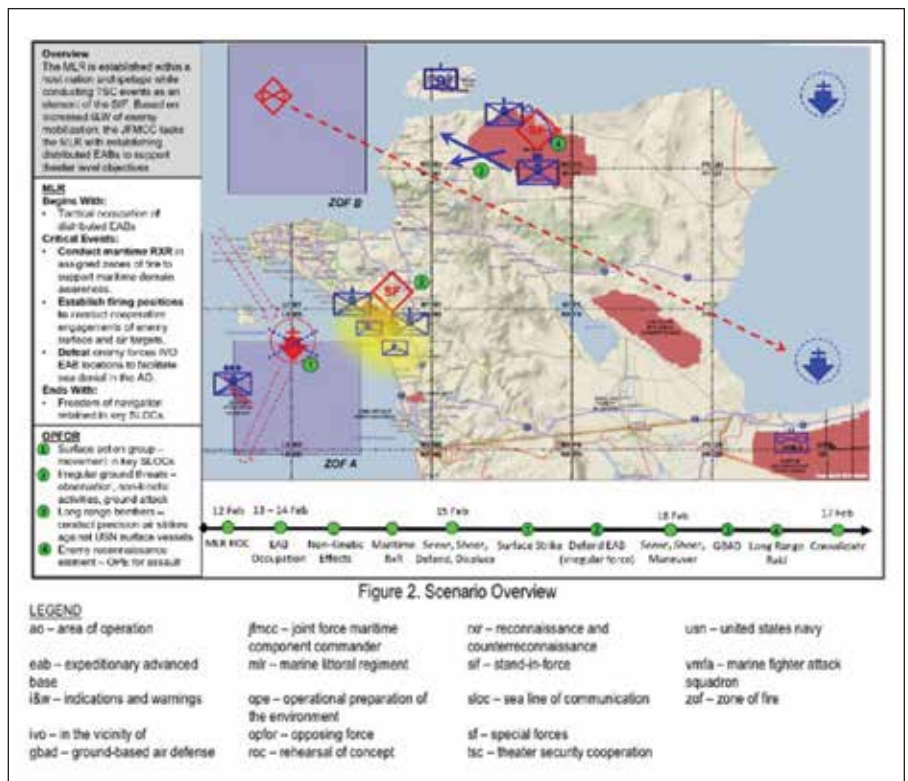 Overview
The MLR is established within a
host nation archipelago while
conducting TSC events as an
element of the SIF. Based on
increased I&W of enemy
mobilization, the JFMCC tasks
the MLR with establishing
distributed EABs to support
theater level objectives
MLR
Begins With:
• Tactical occupation of
distributed EABs
Critical Events:
• Conduct maritime RXR in
assigned zones of fire to
support maritime domain
awareness.
• Establish firing positions
to conduct cooperative
engagements of enemy
surface and air targets.
• Defeat enemy forces IVO
EAB locations to facilitate
sea denial in the AO.
Ends With:
• Freedom of navigation
retained in key SLOCs.
OPFOR
1 Surface action group –
movement in key SLOCs
2 Irregular ground threats –
observation, non-kinetic
activities, ground attack
3 Long range bombers –
conduct precision air strikes
against USN surface vessels
4 Enemy reconnaissance
element – OPE for assault
ZOF B
SF
4
3
SF
2
1
ZOF A
12 Feb
13 – 14 Feb
15 Feb
16 Feb
17 Feb
MLR ROC
EAB
Occupation
Non-Kinetic
Effects
Maritime
RxR
Sense, Shoot,
Defend, Displace
Surface Strike
Defend EAB
(irregular force)
Sense, Shoot,
Maneuver
GBAD
Long Range
Raid
Consolidate
Figure 2. Scenario Overview
LEGEND
ao – area of operation
jfmcc – joint force maritime
component commander
rxr – reconnaissance and
counterreconnaissance
usn – united states navy
eab – expeditionary advanced
base
mlr – marine littoral regiment
sif – stand-in-force
vmfa – marine fighter attack
squadron
i&w – indications and warnings
ope – operational preparation of
the environment
sloc – sea line of communication
zof – zone of fire
ivo – in the vicinity of
opfor – opposing force
sf – special forces
gbad – ground-based air defense
roc – rehearsal of concept
tsc – theater security cooperation